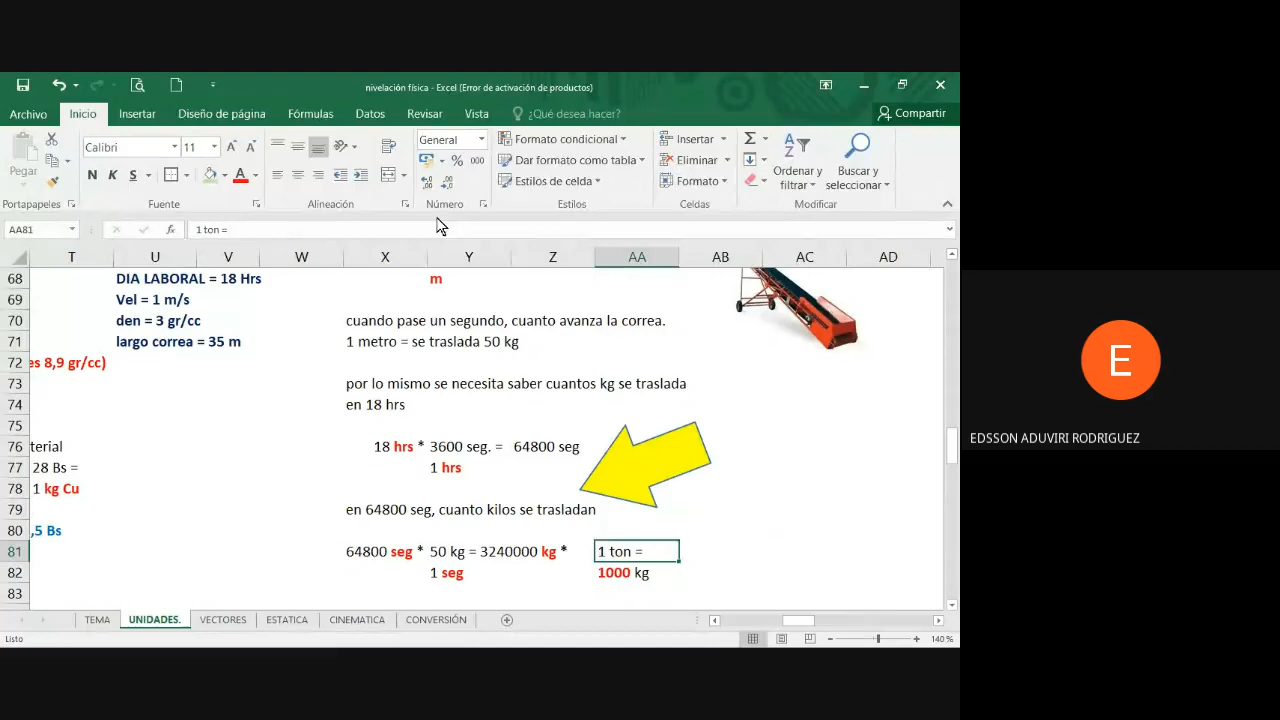 nivelación física - Excel (Error de activación de productos)
Archivo Inicio Insertar Diseño de página Fórmulas Datos Revisar Vista ¿Qué desea hacer? Compartir
Pegar
Calibri 11
N K S
General
% 000
Formato condicional
Dar formato como tabla
Estilos de celda
Insertar
Eliminar
Formato
Ordenar y filtrar
Buscar y seleccionar
Portapapeles Fuente Alineación Número Estilos Celdas Modificar
AA81 fx 1 ton =
T U V W X Y Z AA AB AC AD
68 DIA LABORAL = 18 Hrs m
69 Vel = 1 m/s
70 den = 3 gr/cc cuando pase un segundo, cuanto avanza la correa.
71 largo correa = 35 m 1 metro = se traslada 50 kg
72 es 8,9 gr/cc)
73 por lo mismo se necesita saber cuantos kg se traslada
74 en 18 hrs
75
76 terial 18 hrs * 3600 seg. = 64800 seg
77 28 Bs = 1 hrs
78 1 kg Cu
79 en 64800 seg, cuanto kilos se trasladan
80 ,5 Bs
81 64800 seg * 50 kg = 3240000 kg * 1 ton =
82 1 seg 1000 kg
83
TEMA UNIDADES. VECTORES ESTATICA CINEMATICA CONVERSIÓN
Listo 140 %
E
EDSSON ADUVIRI RODRIGUEZ